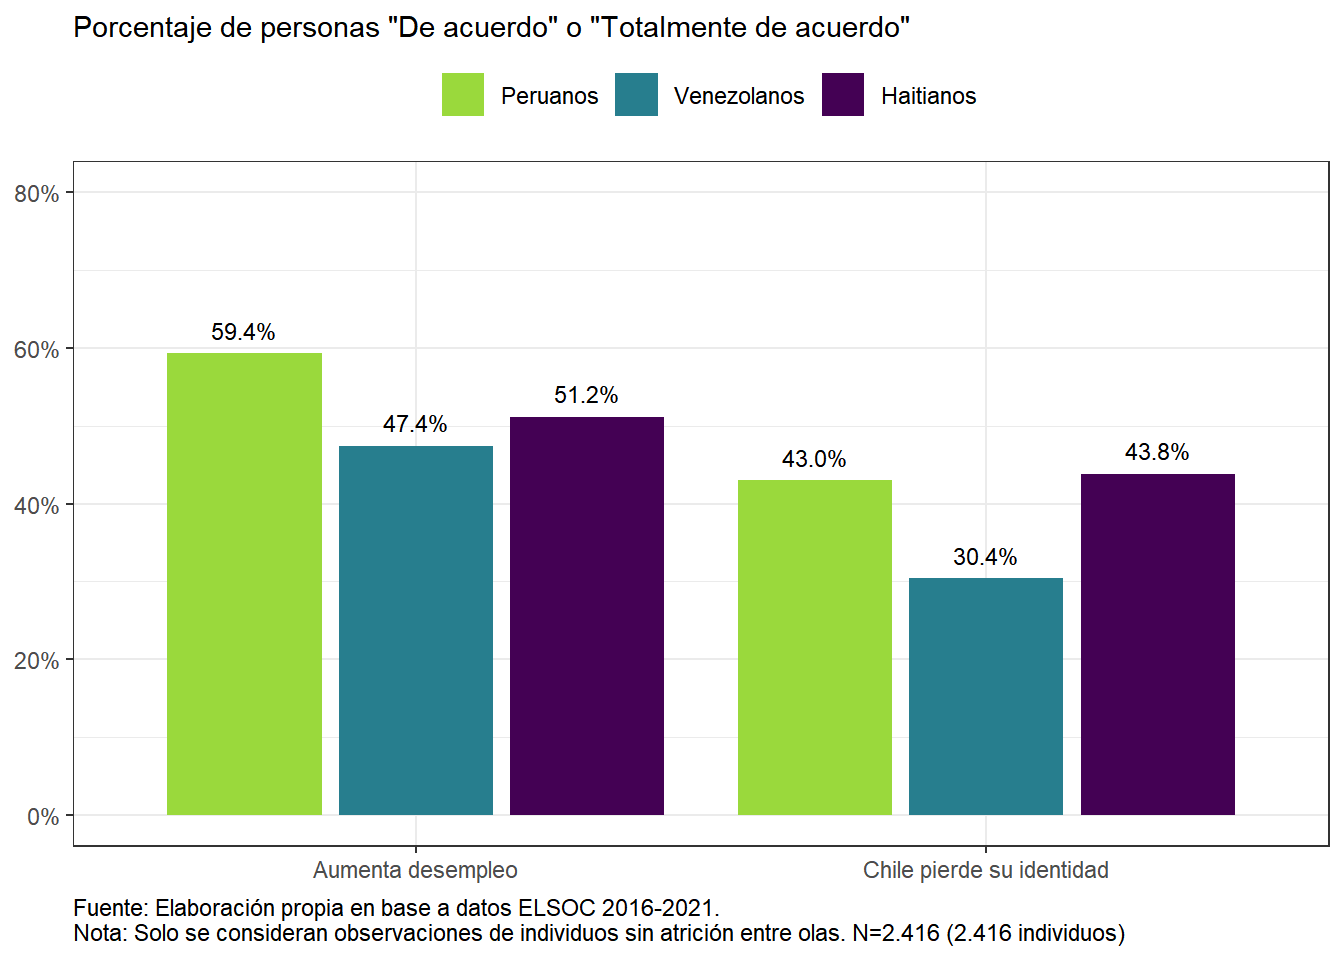 Porcentaje de personas "De acuerdo" o "Totalmente de acuerdo"
Peruanos Venezolanos Haitianos
80%
60%
40%
20%
0%
59.4%
47.4%
51.2%
43.0%
30.4%
43.8%
Aumenta desempleo Chile pierde su identidad
Fuente: Elaboración propia en base a datos ELSOC 2016-2021.
Nota: Solo se consideran observaciones de individuos sin atrición entre olas. N=2.416 (2.416 individuos)